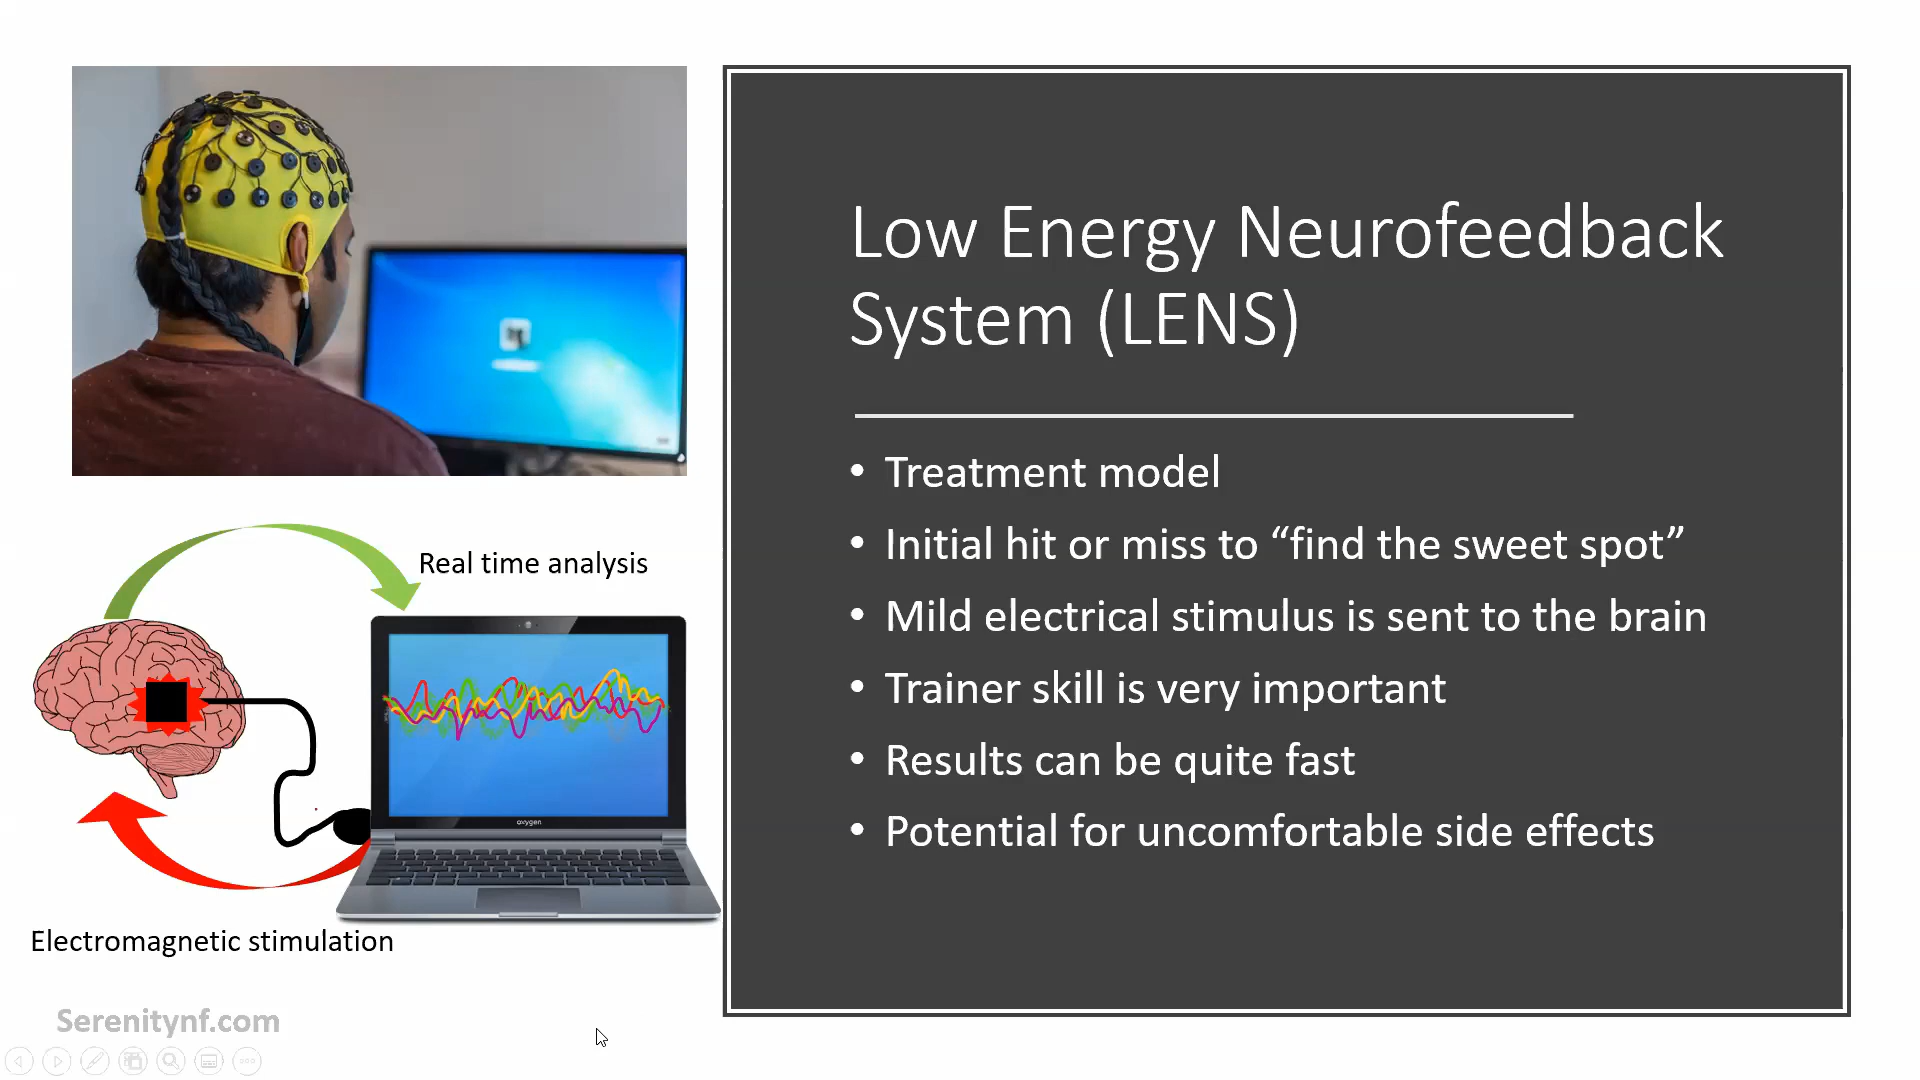 Low Energy Neurofeedback
System (LENS)
• Treatment model
• Initial hit or miss to “find the sweet spot”
• Mild electrical stimulus is sent to the brain
• Trainer skill is very important
• Results can be quite fast
• Potential for uncomfortable side effects
Real time analysis
oxygen
Electromagnetic stimulation
Serenitynf.com